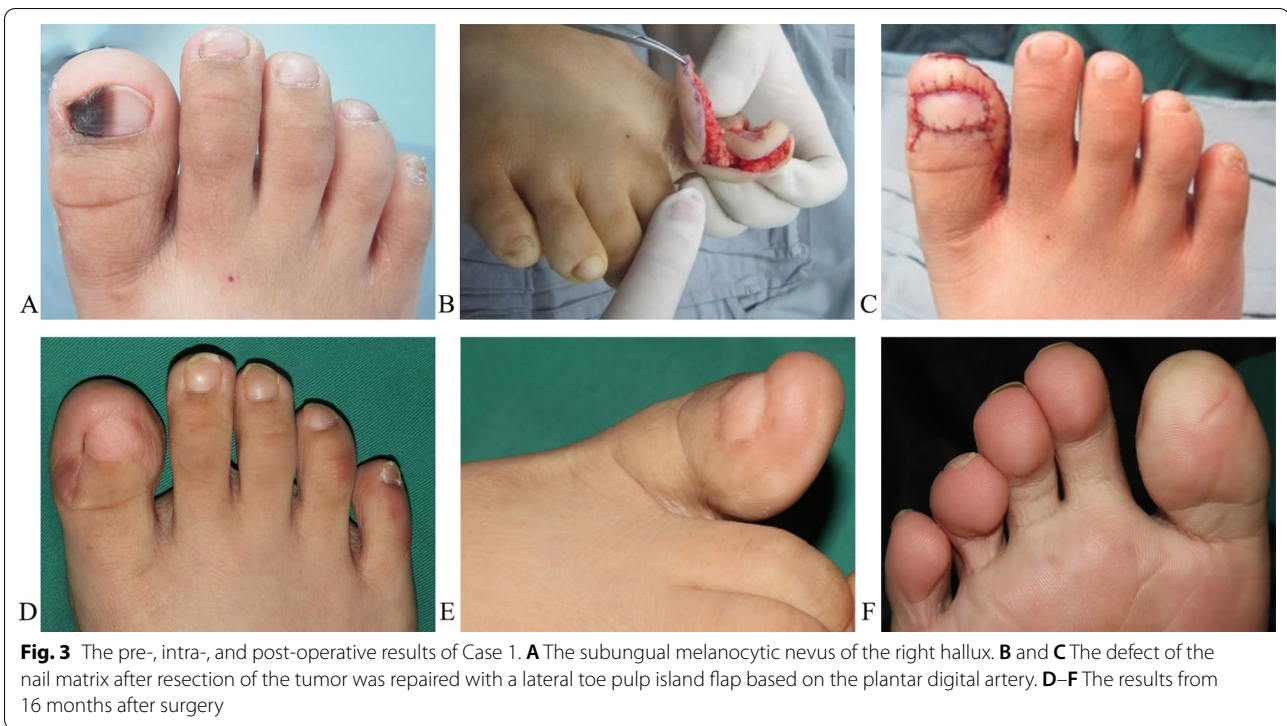 A
B
C
D
E
F
Fig. 3 The pre-, intra-, and post-operative results of Case 1. A The subungual melanocytic nevus of the right hallux. B and C The defect of the
nail matrix after resection of the tumor was repaired with a lateral toe pulp island flap based on the plantar digital artery. D–F The results from
16 months after surgery